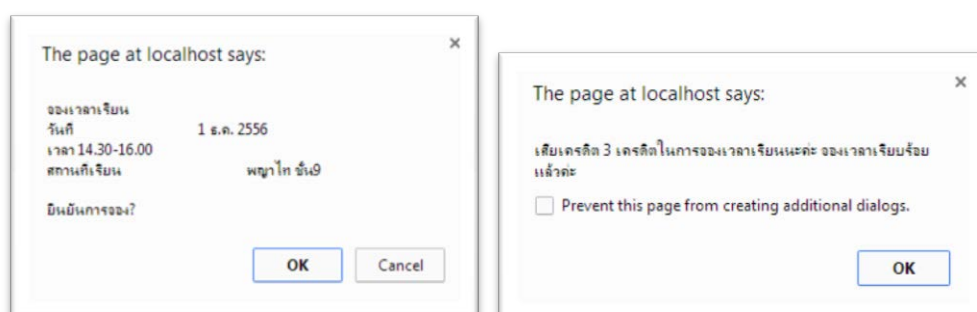 The page at localhost says:
จองเวลาเรียน
วันที่ 1 ธ.ค. 2556
เวลา 14.30-16.00
สถานที่เรียน พญาไท ชั้น9
ยืนยันการจอง?
OK Cancel
The page at localhost says:
เสียเครดิต 3 เครดิตในการจองเวลาเรียนนะค่ะ จองเวลาเรียบร้อย
แล้วค่ะ
Prevent this page from creating additional dialogs.
OK